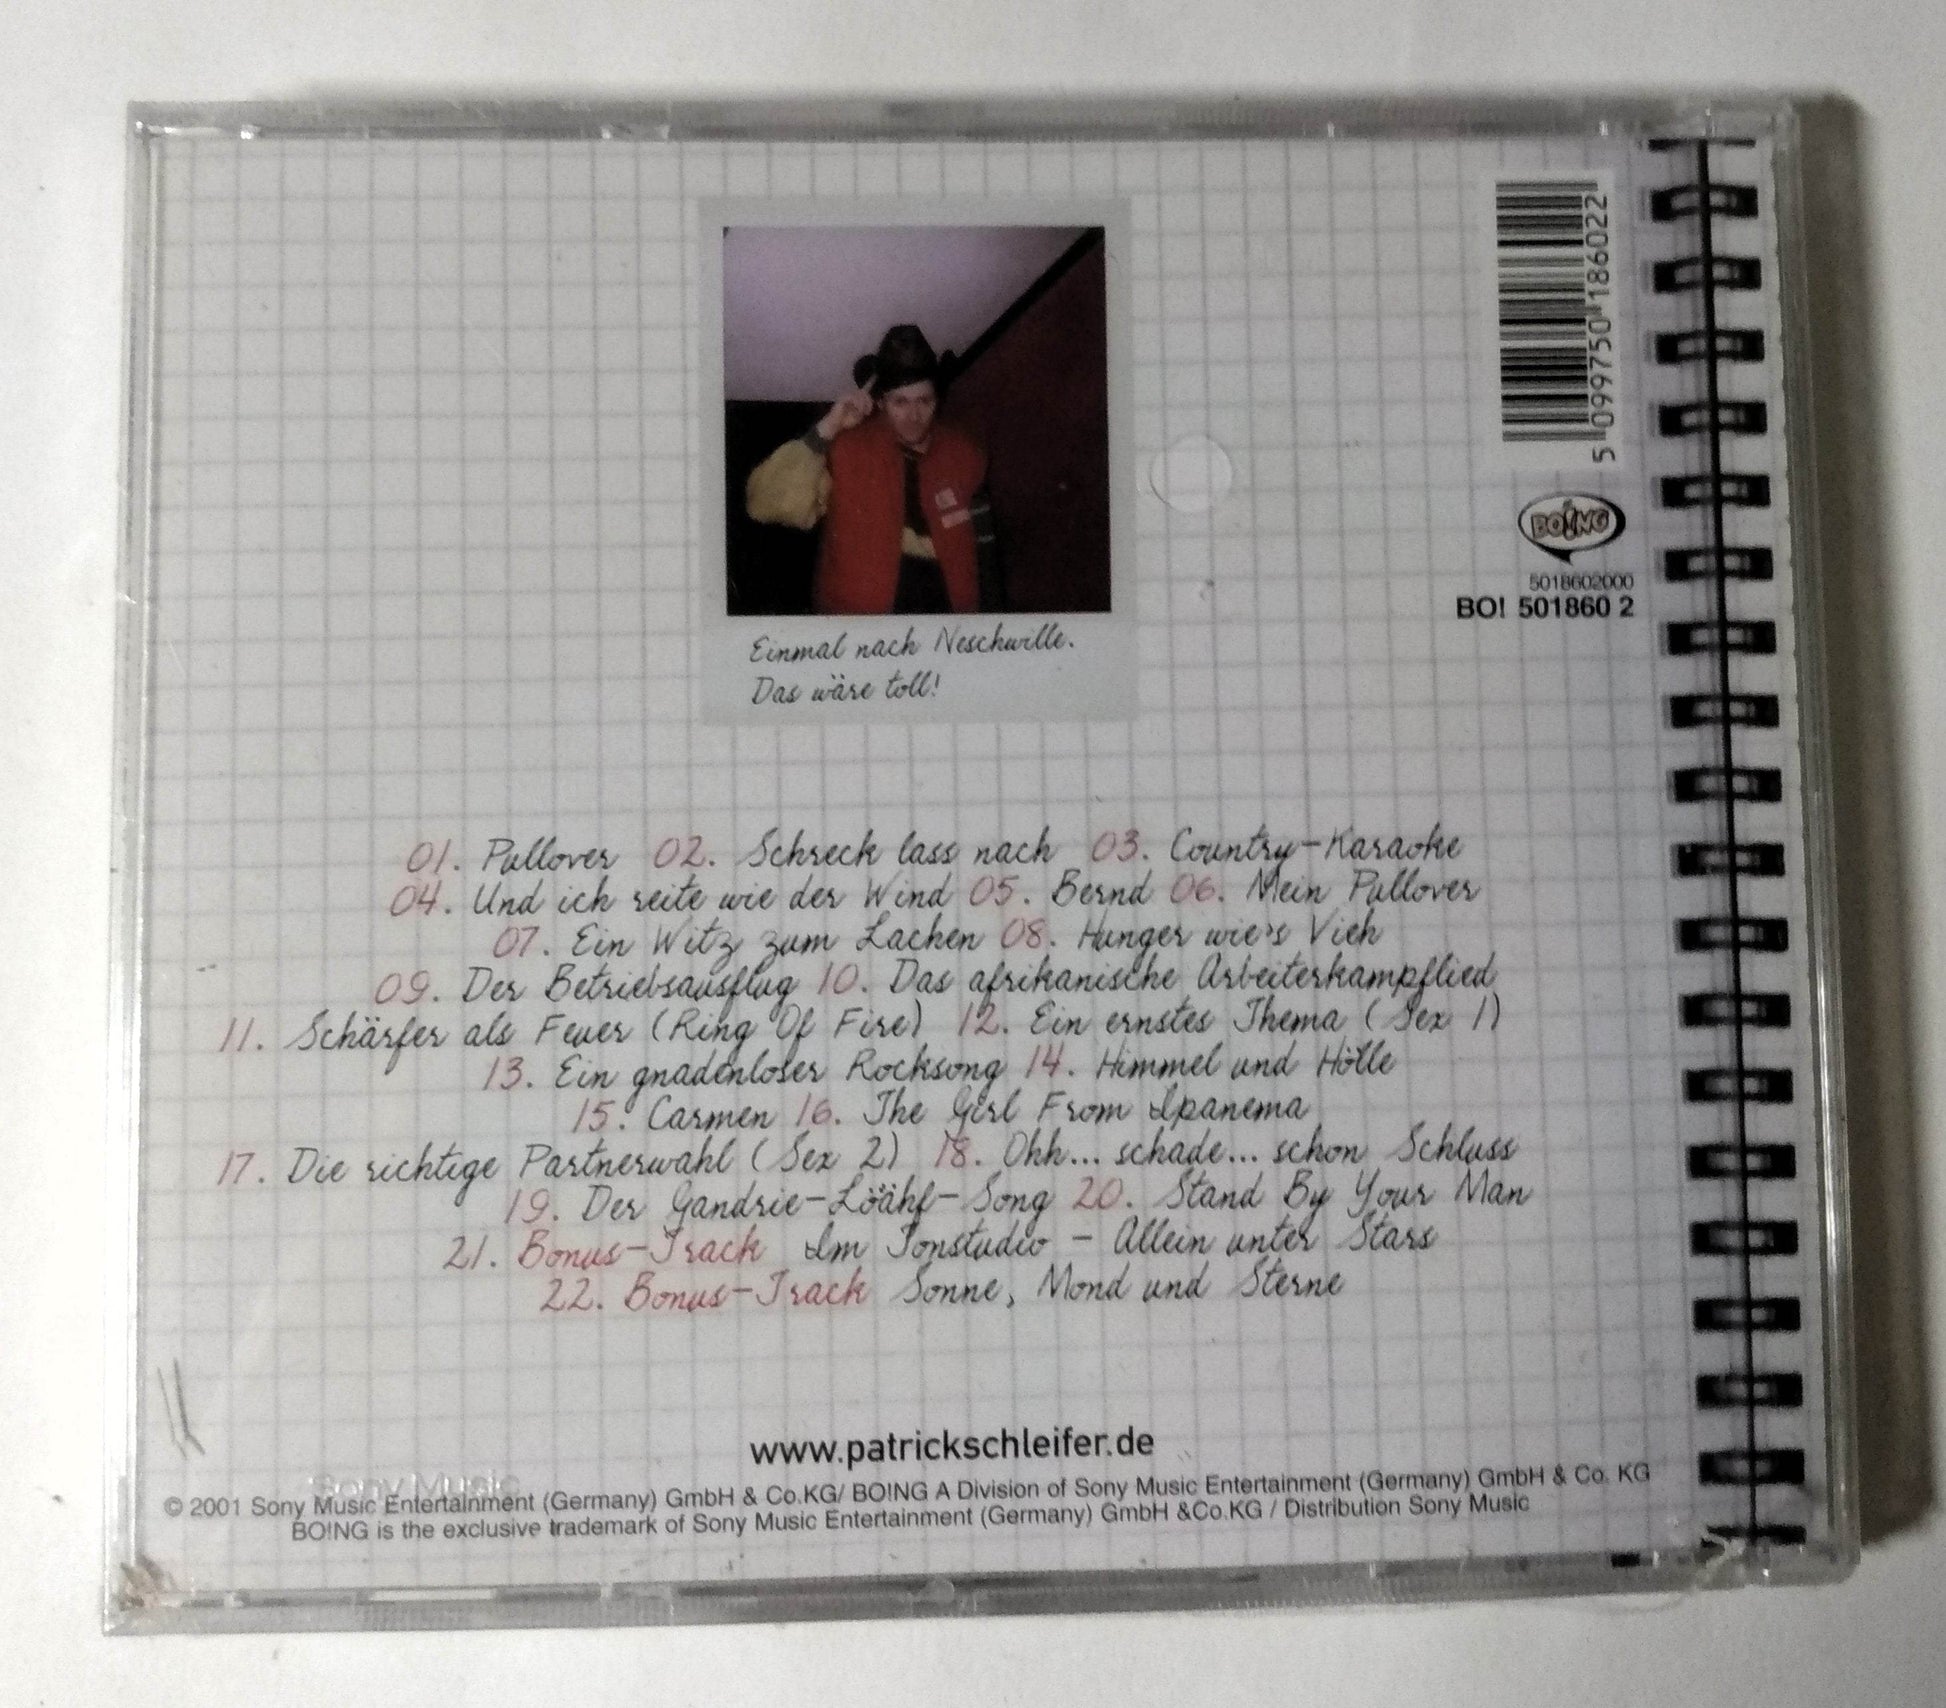 5 099750 186022
BO!NG
5018602000
BO! 501860 2
Einmal nach Neschwille.
Das wäre toll!
01. Pullover 02. Schreck lass nach 03. Country-Karaoke
04. Und ich reite wie der Wind 05. Bernd 06. Mein Pullover
07. Ein Witz zum Lachen 08. Hunger wie's Vieh
09. Der Betriebsausflug 10. Das afrikanische Arbeiterkampflied
11. Schärfer als Feuer (Ring Of Fire) 12. Ein ernstes Thema (Sex 1)
13. Ein gnadenloser Rocksong 14. Himmel und Hölle
15. Carmen 16. The Girl From Ipanema
17. Die richtige Partnerwahl (Sex 2) 18. Ohh... schade... schon Schluss
19. Der Gandrie-Löähf-Song 20. Stand By Your Man
21. Bonus-Track Im Tonstudio - Allein unter Stars
22. Bonus-Track Sonne, Mond und Sterne
www.patrickschleifer.de
Sony Music
© 2001 Sony Music Entertainment (Germany) GmbH & Co.KG/ BO!NG A Division of Sony Music Entertainment (Germany) GmbH & Co. KG
BO!NG is the exclusive trademark of Sony Music Entertainment (Germany) GmbH &Co.KG / Distribution Sony Music